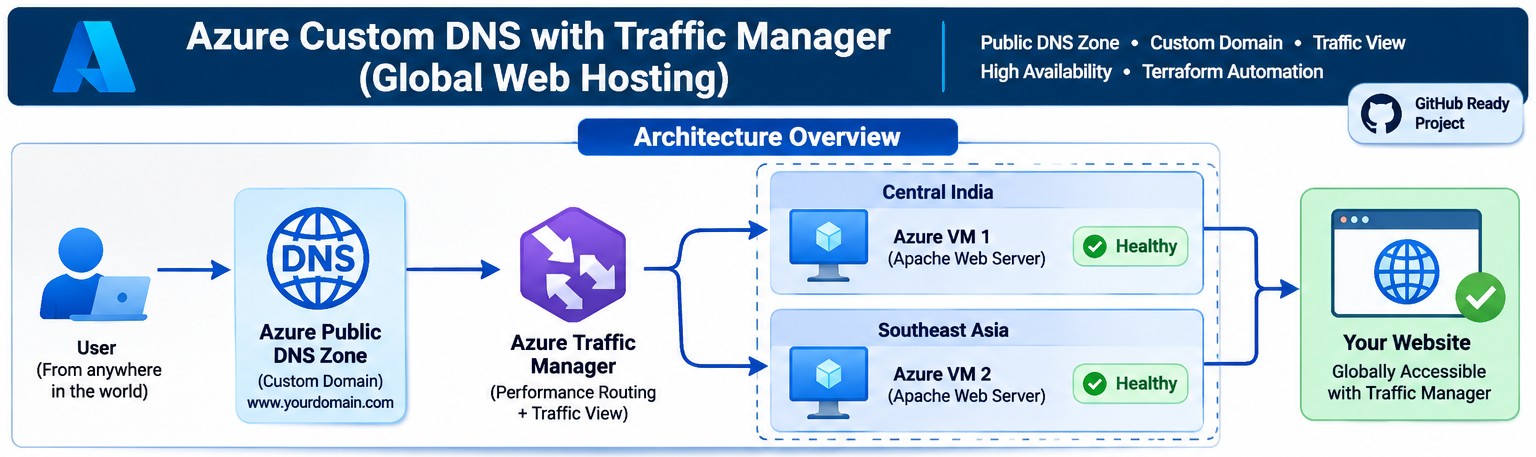 Azure Custom DNS with Traffic Manager
(Global Web Hosting)
Public DNS Zone • Custom Domain • Traffic View
High Availability • Terraform Automation
GitHub Ready
Project
Architecture Overview
User
(From anywhere
in the world)
DNS
Azure Public
DNS Zone
(Custom Domain)
www.yourdomain.com
Azure Traffic
Manager
(Performance Routing
+ Traffic View)
Central India
Azure VM 1
(Apache Web Server)
Healthy
Southeast Asia
Azure VM 2
(Apache Web Server)
Healthy
Your Website
Globally Accessible
with Traffic Manager